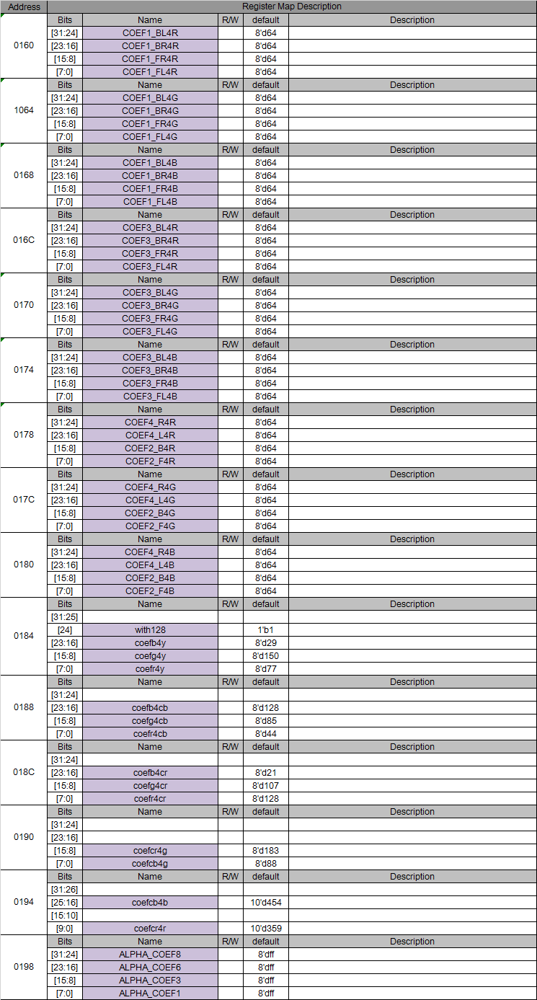 Address Register Map Description
Bits Name R/W default Description
0160
[31:24] COEF1_BL4R 8'd64
[23:16] COEF1_BR4R 8'd64
[15:8] COEF1_FR4R 8'd64
[7:0] COEF1_FL4R 8'd64
Bits Name R/W default Description
1064
[31:24] COEF1_BL4G 8'd64
[23:16] COEF1_BR4G 8'd64
[15:8] COEF1_FR4G 8'd64
[7:0] COEF1_FL4G 8'd64
Bits Name R/W default Description
0168
[31:24] COEF1_BL4B 8'd64
[23:16] COEF1_BR4B 8'd64
[15:8] COEF1_FR4B 8'd64
[7:0] COEF1_FL4B 8'd64
Bits Name R/W default Description
016C
[31:24] COEF3_BL4R 8'd64
[23:16] COEF3_BR4R 8'd64
[15:8] COEF3_FR4R 8'd64
[7:0] COEF3_FL4R 8'd64
Bits Name R/W default Description
0170
[31:24] COEF3_BL4G 8'd64
[23:16] COEF3_BR4G 8'd64
[15:8] COEF3_FR4G 8'd64
[7:0] COEF3_FL4G 8'd64
Bits Name R/W default Description
0174
[31:24] COEF3_BL4B 8'd64
[23:16] COEF3_BR4B 8'd64
[15:8] COEF3_FR4B 8'd64
[7:0] COEF3_FL4B 8'd64
Bits Name R/W default Description
0178
[31:24] COEF4_R4R 8'd64
[23:16] COEF4_L4R 8'd64
[15:8] COEF2_B4R 8'd64
[7:0] COEF2_F4R 8'd64
Bits Name R/W default Description
017C
[31:24] COEF4_R4G 8'd64
[23:16] COEF4_L4G 8'd64
[15:8] COEF2_B4G 8'd64
[7:0] COEF2_F4G 8'd64
Bits Name R/W default Description
0180
[31:24] COEF4_R4B 8'd64
[23:16] COEF4_L4B 8'd64
[15:8] COEF2_B4B 8'd64
[7:0] COEF2_F4B 8'd64
Bits Name R/W default Description
0184
[31:25]
[24] with128 1'b1
[23:16] coefb4y 8'd29
[15:8] coefg4y 8'd150
[7:0] coefr4y 8'd77
Bits Name R/W default Description
0188
[31:24]
[23:16] coefb4cb 8'd128
[15:8] coefg4cb 8'd85
[7:0] coefr4cb 8'd44
Bits Name R/W default Description
018C
[31:24]
[23:16] coefb4cr 8'd21
[15:8] coefg4cr 8'd107
[7:0] coefr4cr 8'd128
Bits Name R/W default Description
0190
[31:24]
[23:16]
[15:8] coefcr4g 8'd183
[7:0] coefcb4g 8'd88
Bits Name R/W default Description
0194
[31:26]
[25:16] coefcb4b 10'd454
[15:10]
[9:0] coefcr4r 10'd359
Bits Name R/W default Description
0198
[31:24] ALPHA_COEF8 8'dff
[23:16] ALPHA_COEF6 8'dff
[15:8] ALPHA_COEF3 8'dff
[7:0] ALPHA_COEF1 8'dff